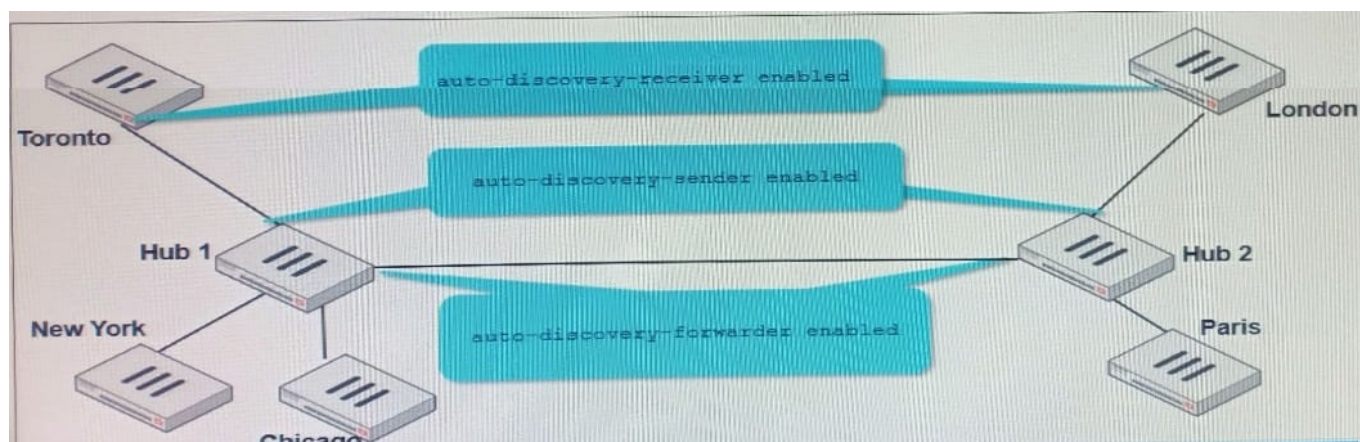 auto-discovery-receiver enabled
Toronto
London
auto-discovery-sender enabled
Hub 1
Hub 2
New York
auto-discovery-forwarder enabled
Paris
Chicago